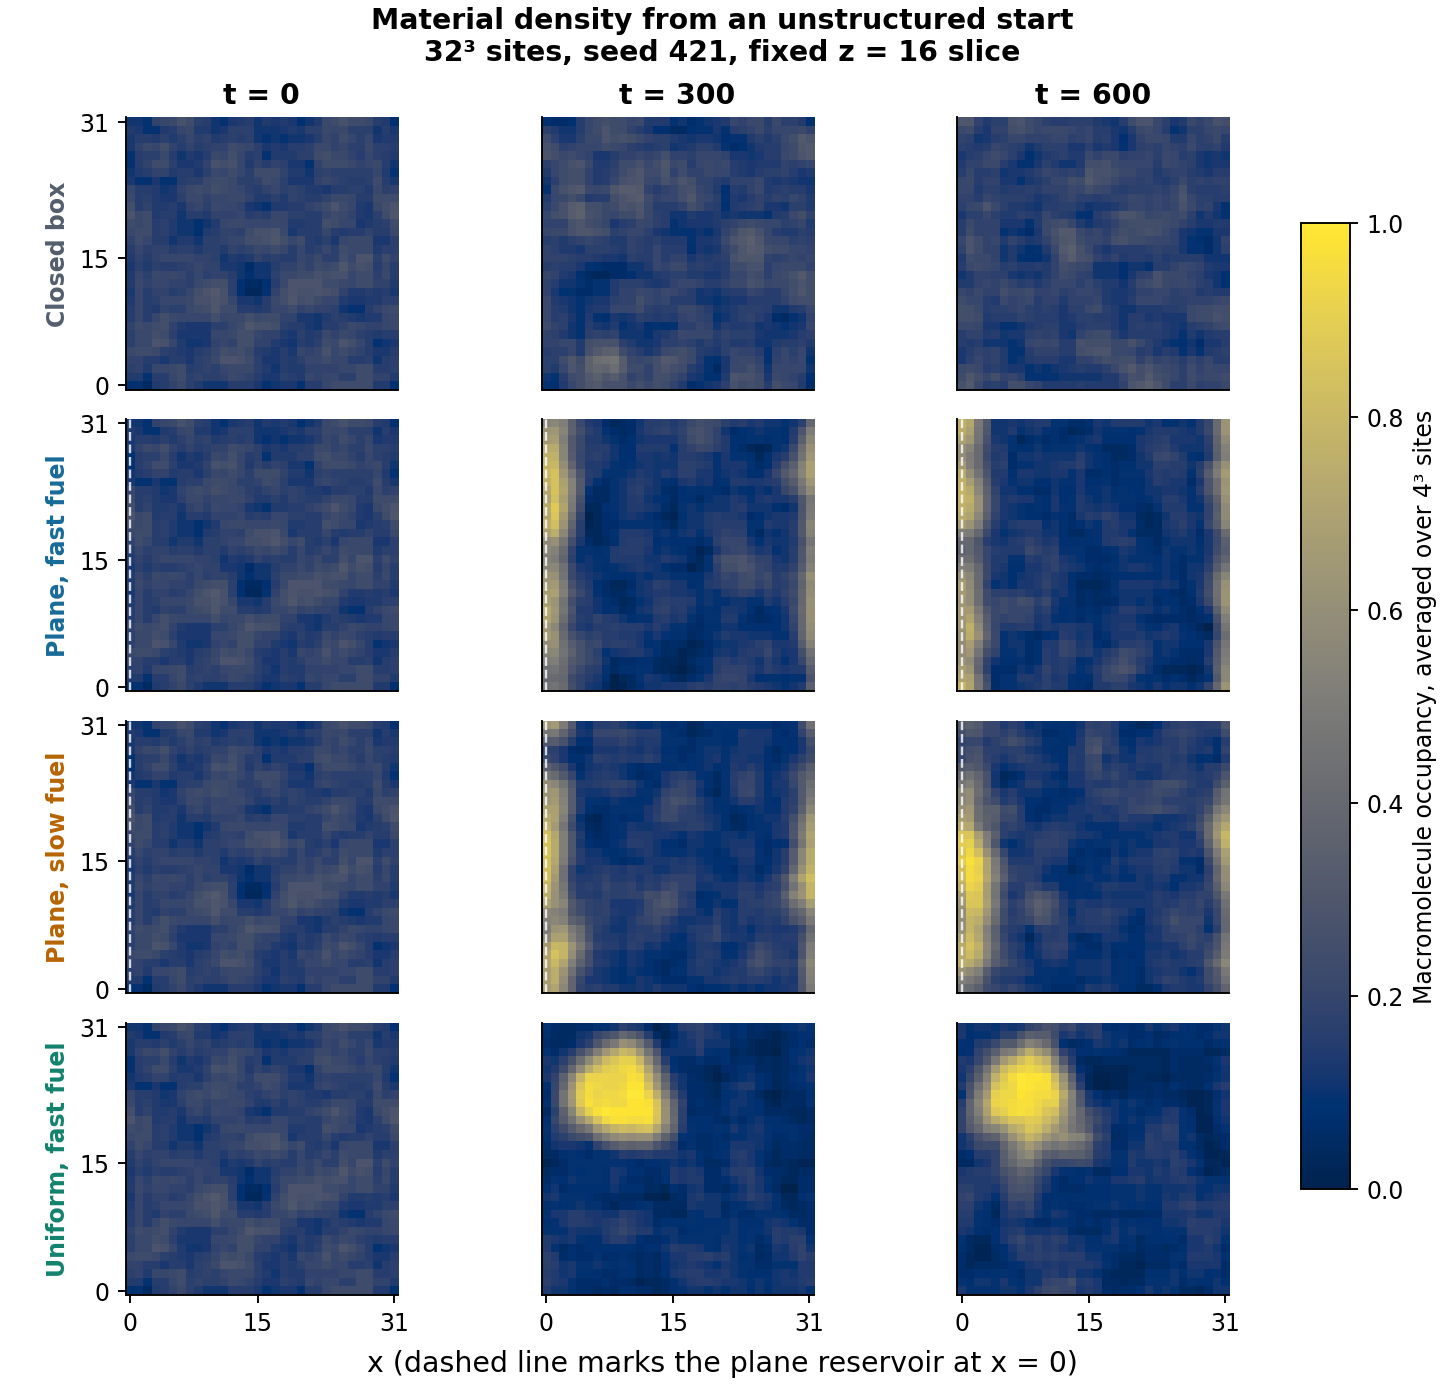 Material density from an unstructured start
32³ sites, seed 421, fixed z = 16 slice
t = 0
t = 300
t = 600
Closed box
31
15
0
Plane, fast fuel
31
15
0
Plane, slow fuel
31
15
0
Uniform, fast fuel
31
15
0
0 15 31
0 15 31
0 15 31
x (dashed line marks the plane reservoir at x = 0)
1.0
0.8
0.6
0.4
0.2
0.0
Macromolecule occupancy, averaged over 4³ sites